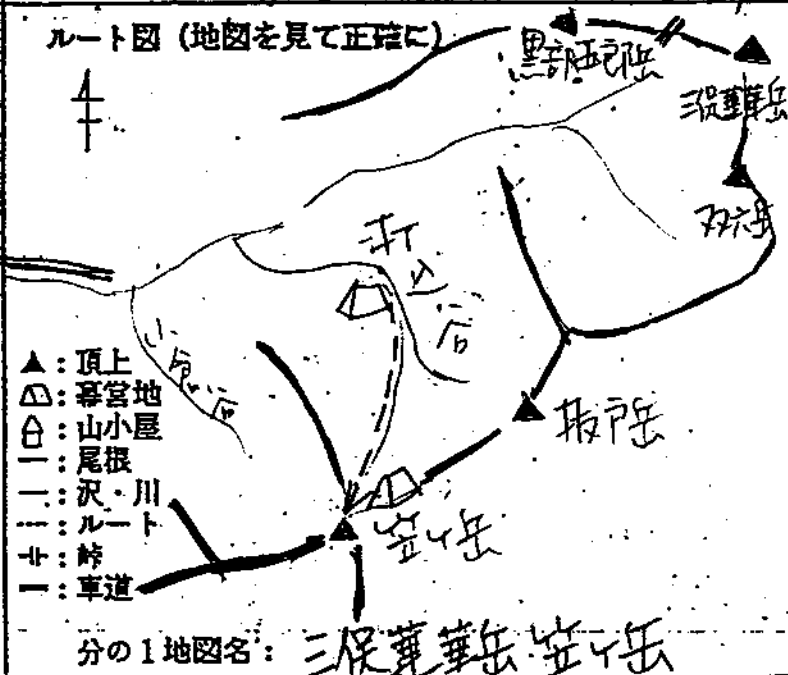 ルート図 (地図を見て正確に)
黒部五郎岳
三俣蓮華岳
双六岳
打込谷
小倉谷
▲:頂上
幕営地
山小屋
尾根
沢・川
ルート
峠
車道
抜戸岳
笠ヶ岳
分の1地図名: 三俣蓮華岳・笠ヶ岳